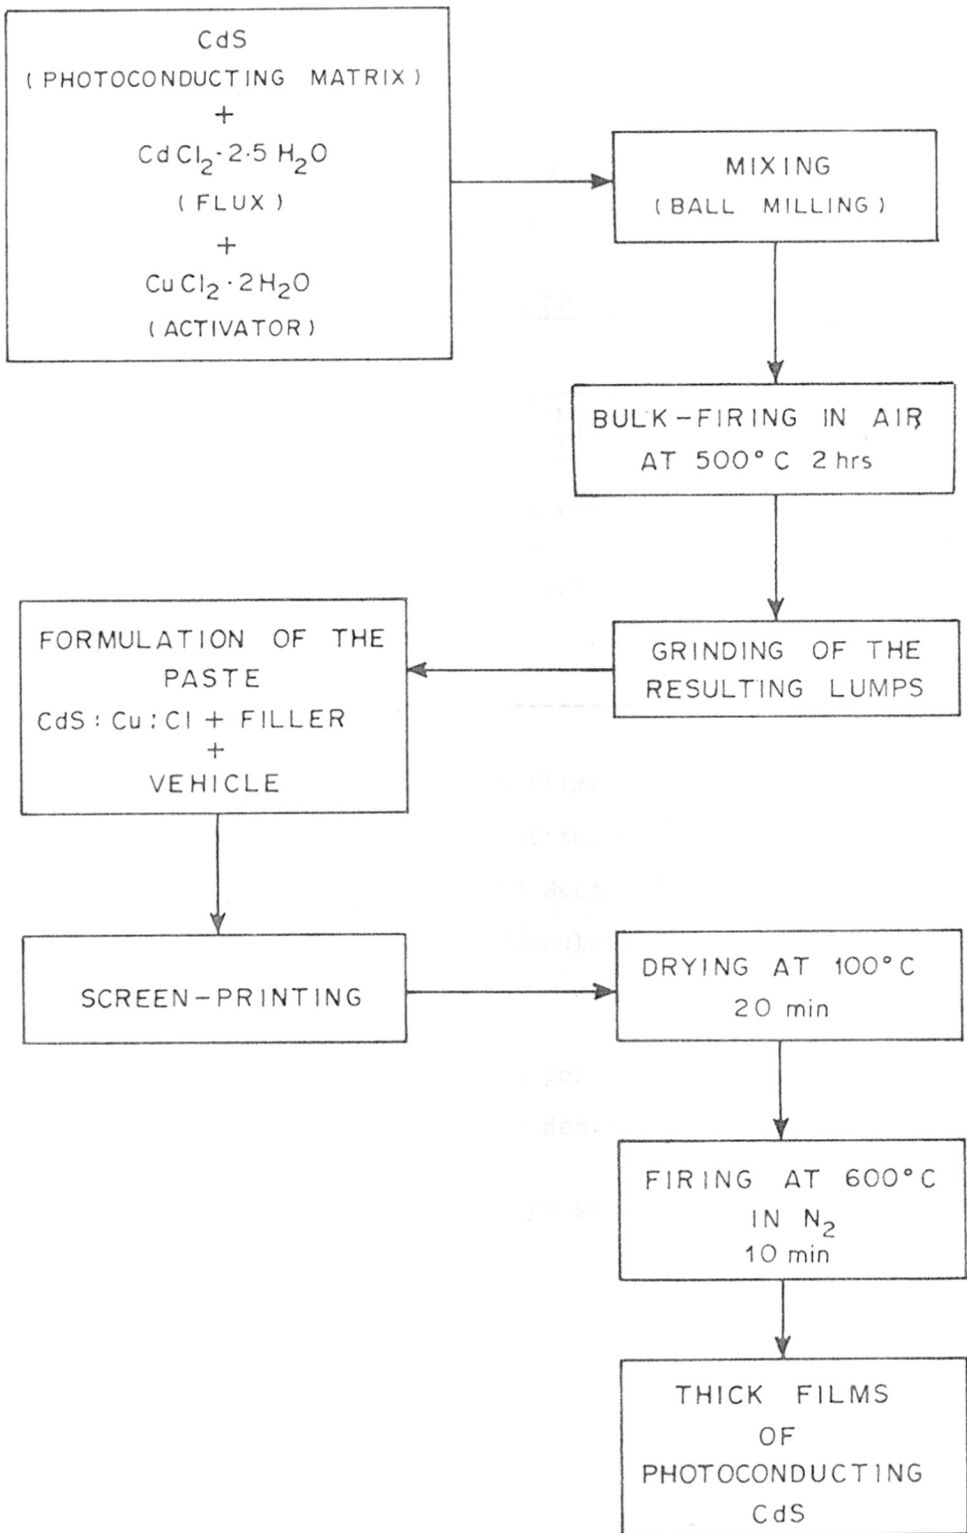 CdS
(PHOTOCONDUCTING MATRIX)
+
CdCl₂·2·5 H₂O
(FLUX)
+
CuCl₂·2H₂O
(ACTIVATOR)
MIXING
(BALL MILLING)
BULK-FIRING IN AIR
AT 500°C 2 hrs
GRINDING OF THE
RESULTING LUMPS
FORMULATION OF THE
PASTE
CdS:Cu:Cl + FILLER
+
VEHICLE
SCREEN-PRINTING
DRYING AT 100°C
20 min
FIRING AT 600°C
IN N₂
10 min
THICK FILMS
OF
PHOTOCONDUCTING
CdS